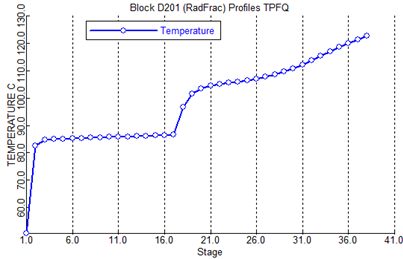 Block D201 (RadFrac) Profiles TPFQ
Temperature
TEMPERATURE C
130.0
120.0
110.0
100.0
90.0
80.0
70.0
60.0
1.0 6.0 11.0 16.0 21.0 26.0 31.0 36.0 41.0
Stage